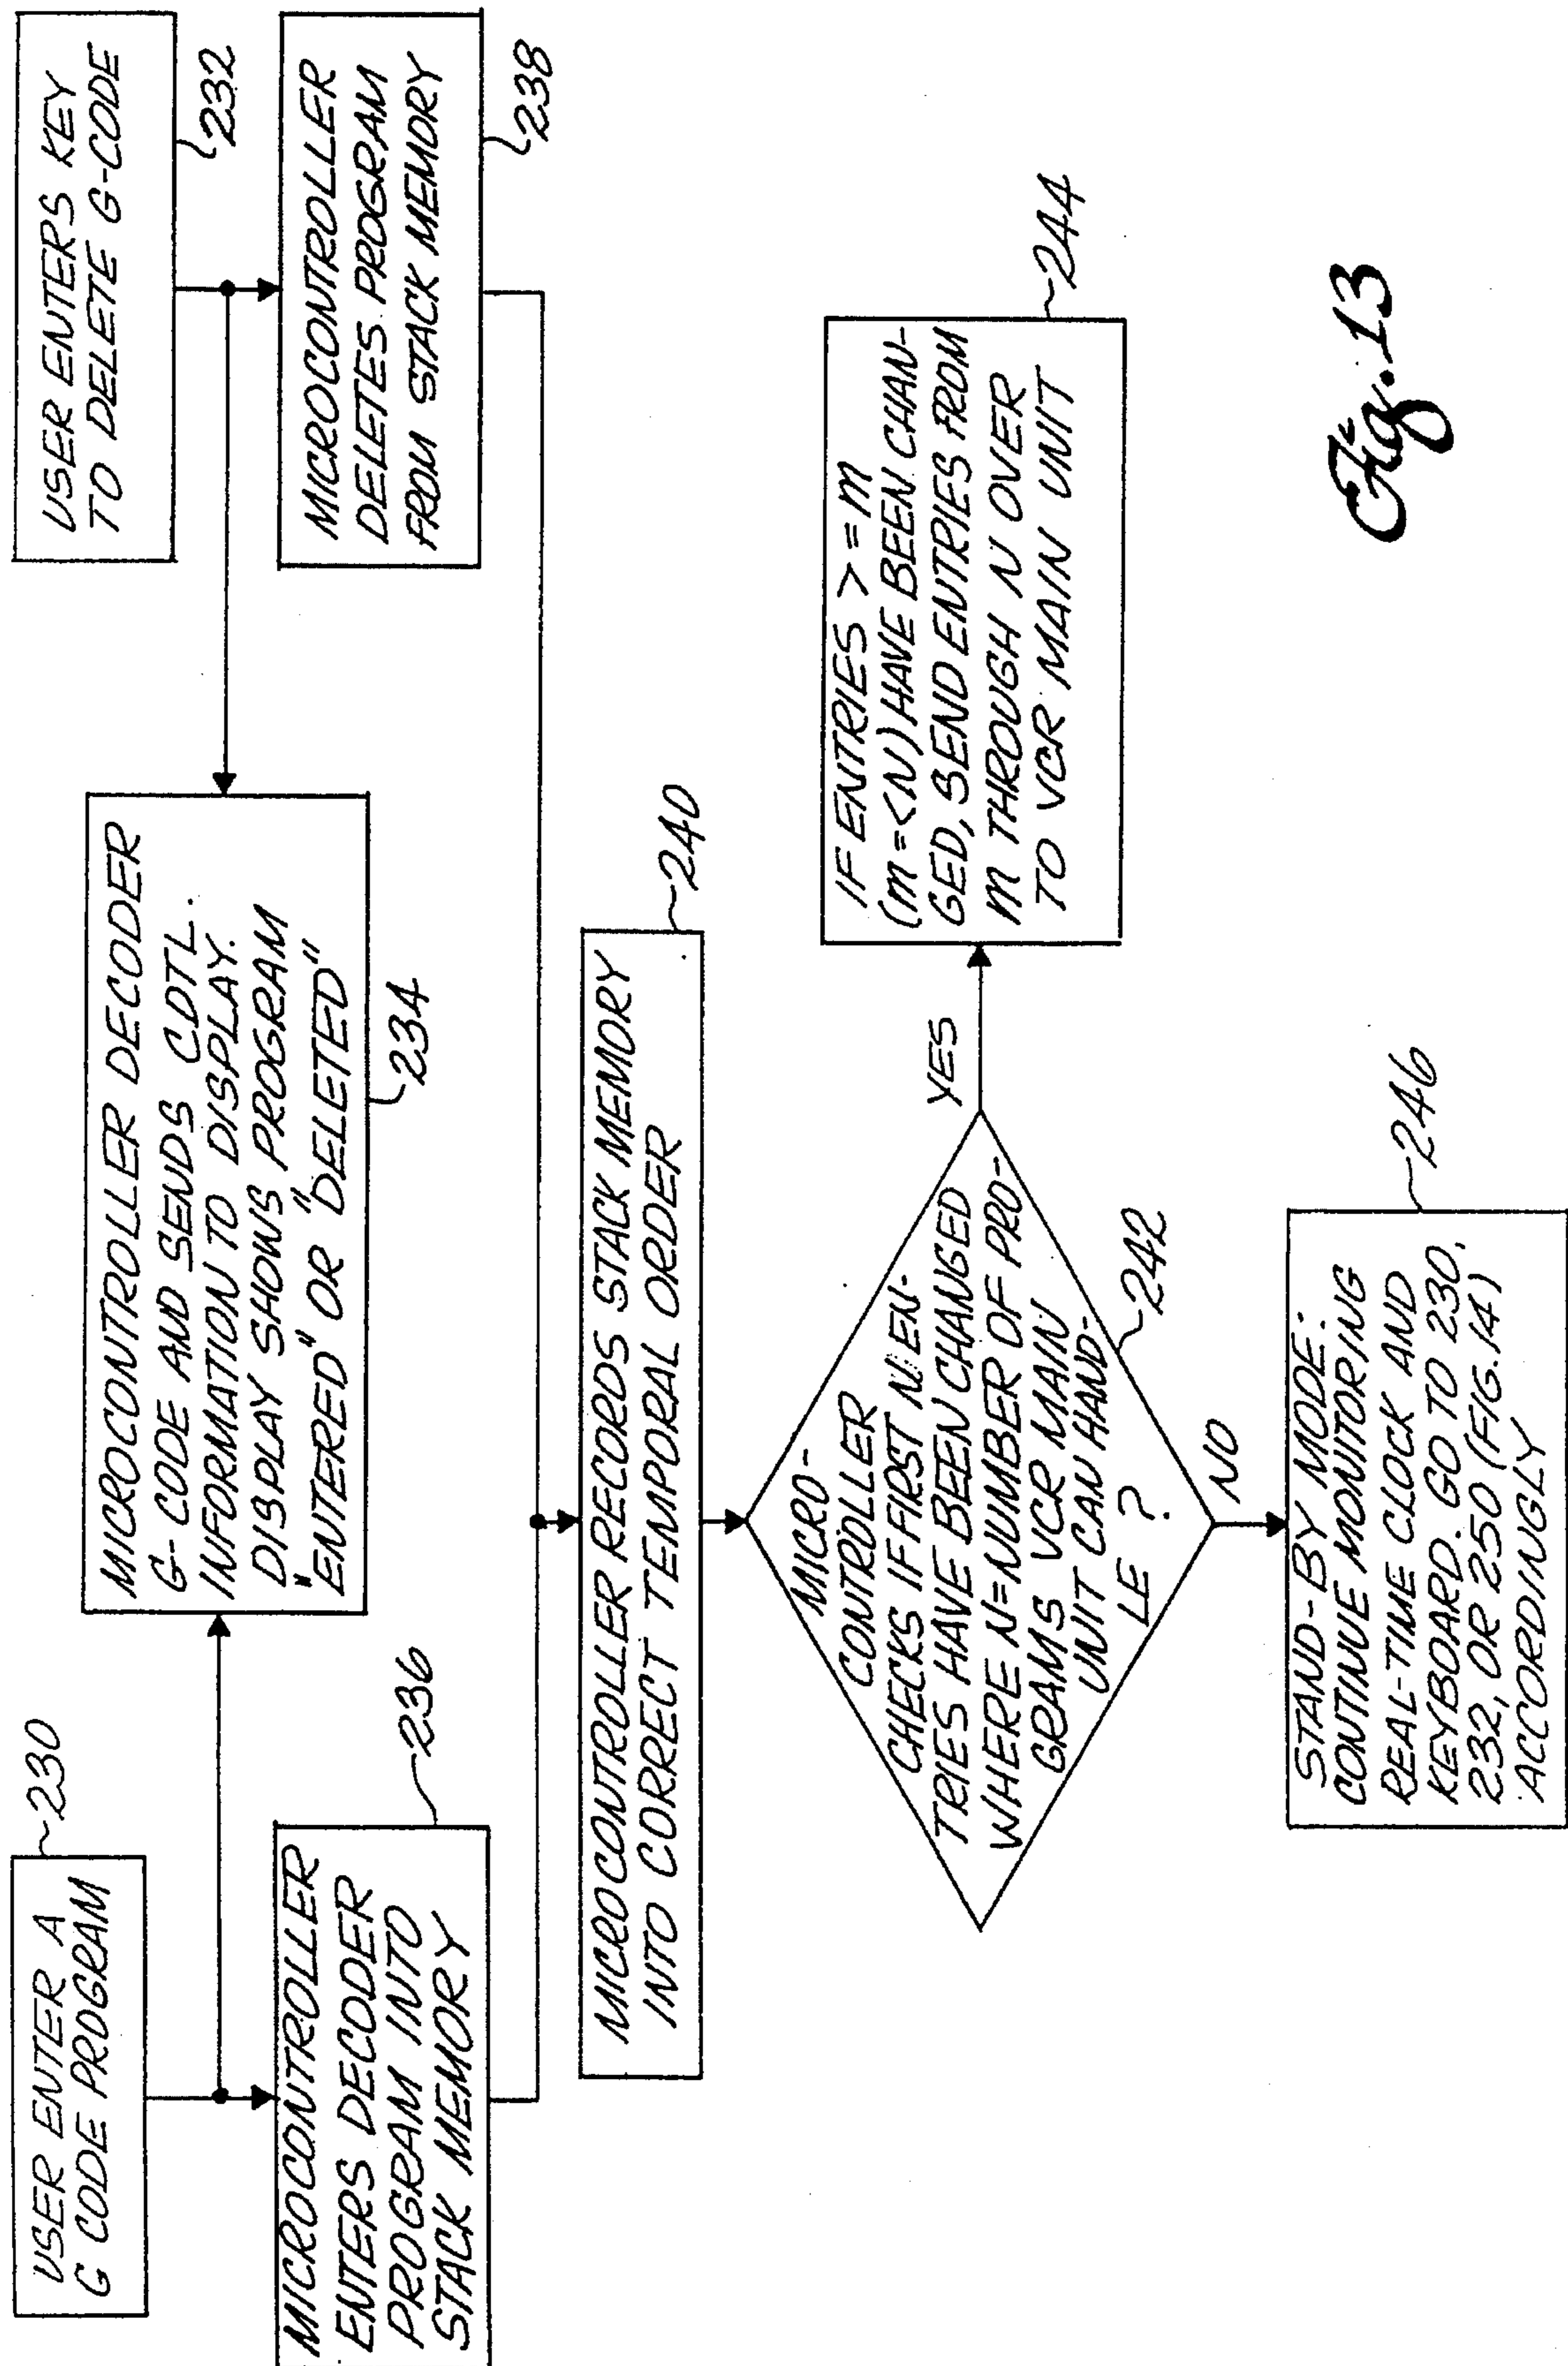 USER ENTER A
G CODE PROGRAM
230
USER ENTERS KEY
TO DELETE G-CODE
232
MICROCONTROLLER DECODER
G-CODE AND SENDS CDTL.
INFORMATION TO DISPLAY.
DISPLAY SHOWS PROGRAM
"ENTERED" OR "DELETED"
234
MICROCONTROLLER
ENTERS DECODER
PROGRAM INTO
STACK MEMORY
236
MICROCONTROLLER
DELETES PROGRAM
FROM STACK MEMORY
238
MICROCONTROLLER RECORDS STACK MEMORY
INTO CORRECT TEMPORAL ORDER
240
MICRO-
CONTROLLER
CHECKS IF FIRST N EN-
TRIES HAVE BEEN CHANGED
WHERE N=NUMBER OF PRO-
GRAMS VCR MAIN
UNIT CAN HAND-
LE ?
242
YES
IF ENTRIES >=M
(M=<N) HAVE BEEN CHAN-
GED, SEND ENTRIES FROM
M THROUGH N OVER
TO VCR MAIN UNIT
244
NO
STAND-BY MODE:
CONTINUE MONITORING
REAL-TIME CLOCK AND
KEYBOARD. GO TO 230,
232, OR 250 (FIG.14)
ACCORDINGLY
246
Fig. 13